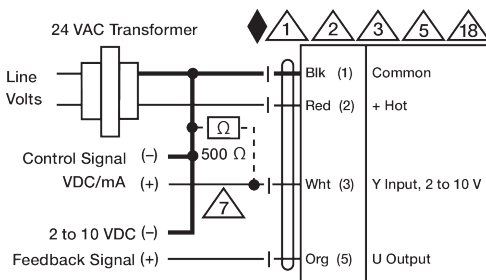 24 VAC Transformer
1 2 3 5 18
Line
Volts
Blk (1) Common
Red (2) + Hot
Ω
500 Ω
Control Signal (–)
VDC/mA (+)
Wht (3) Y Input, 2 to 10 V
7
2 to 10 VDC (–)
Feedback Signal (+)
Org (5) U Output